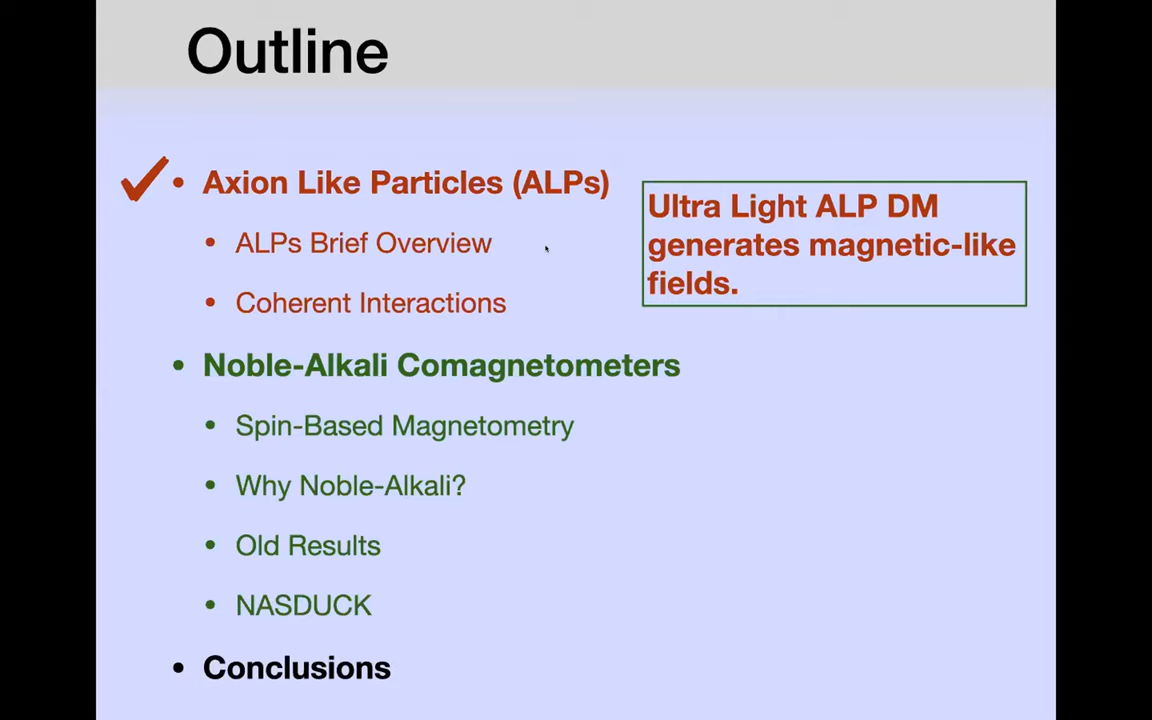 Outline
✓ • Axion Like Particles (ALPs)
• ALPs Brief Overview
• Coherent Interactions
Ultra Light ALP DM
generates magnetic-like
fields.
• Noble-Alkali Comagnetometers
• Spin-Based Magnetometry
• Why Noble-Alkali?
• Old Results
• NASDUCK
• Conclusions